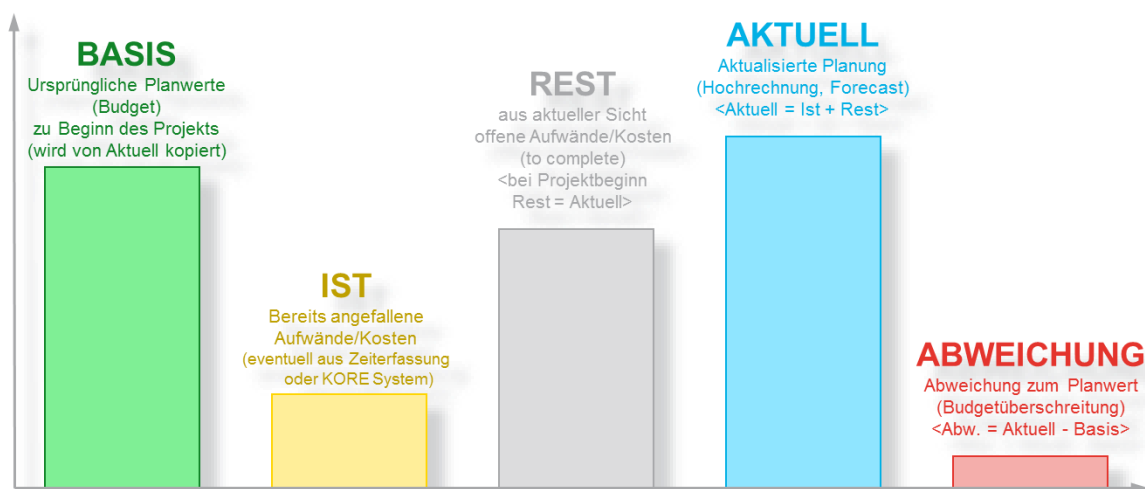 BASIS
Ursprüngliche Planwerte
(Budget)
zu Beginn des Projekts
(wird von Aktuell kopiert)
IST
Bereits angefallene
Aufwände/Kosten
(eventuell aus Zeiterfassung
oder KORE System)
REST
aus aktueller Sicht
offene Aufwände/Kosten
(to complete)
<bei Projektbeginn
Rest = Aktuell>
AKTUELL
Aktualisierte Planung
(Hochrechnung, Forecast)
<Aktuell = Ist + Rest>
ABWEICHUNG
Abweichung zum Planwert
(Budgetüberschreitung)
<Abw. = Aktuell - Basis>